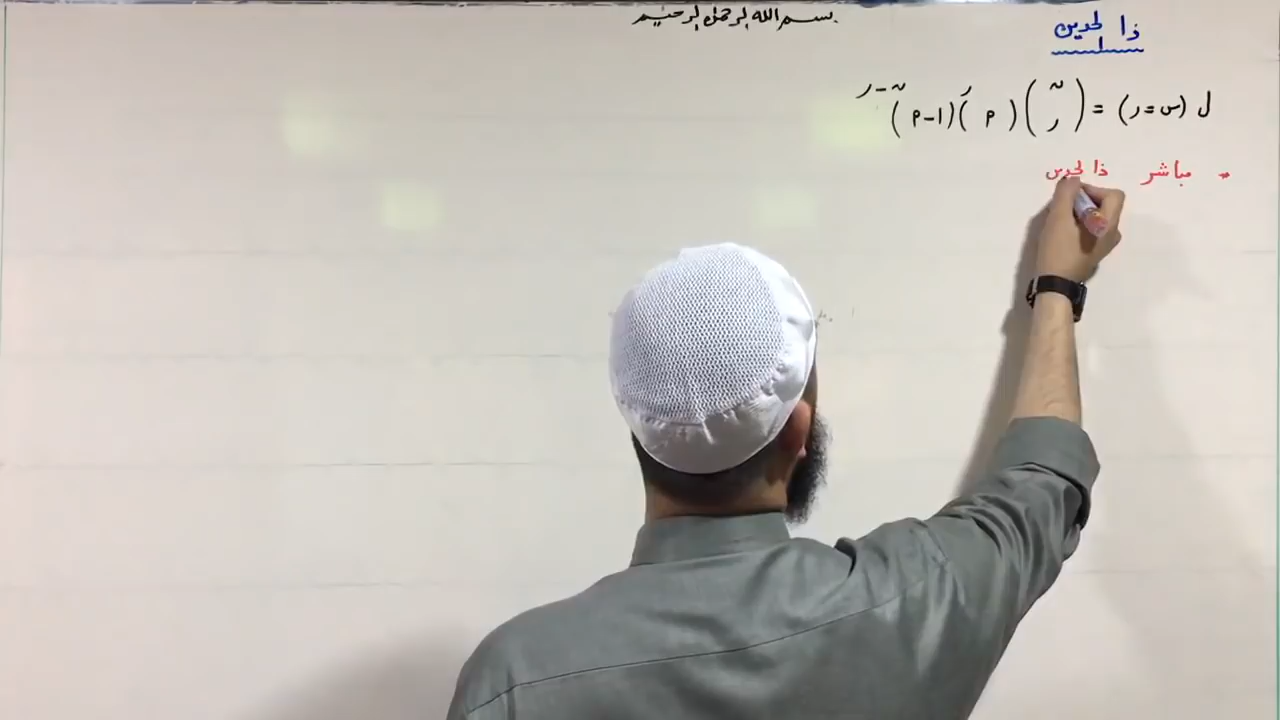 بسم الله الرحمن الرحيم
ذا الحدين
ل (س = ر) = (ن ر) (م)^ر (١ - م)^ن - ر
* مباشر ذا الحدين